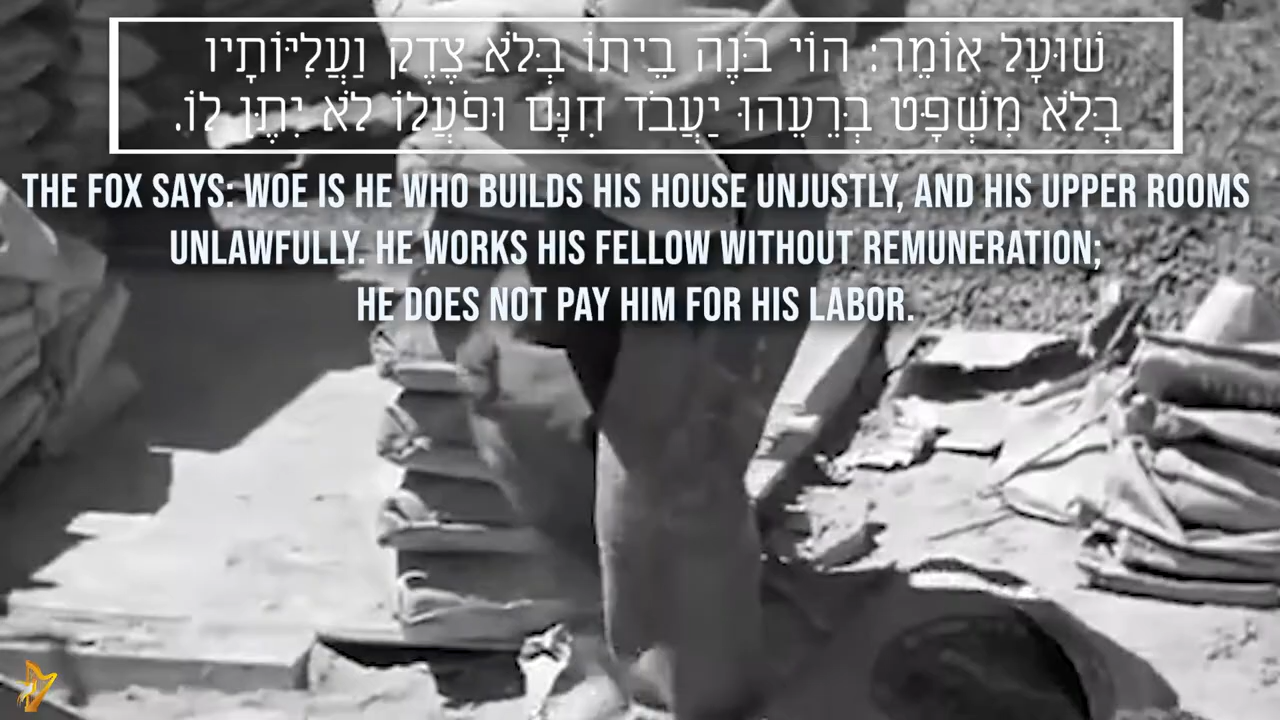 שׁוּעָל אוֹמֵר: הוֹי בֹּנֶה בֵיתוֹ בְּלֹא צֶדֶק וַעֲלִיּוֹתָיו
בְּלֹא מִשְׁפָּט בְּרֵעֵהוּ יַעֲבֹד חִנָּם וּפֹעֲלוֹ לֹא יִתֶּן לוֹ.
THE FOX SAYS: WOE IS HE WHO BUILDS HIS HOUSE UNJUSTLY, AND HIS UPPER ROOMS
UNLAWFULLY. HE WORKS HIS FELLOW WITHOUT REMUNERATION;
HE DOES NOT PAY HIM FOR HIS LABOR.